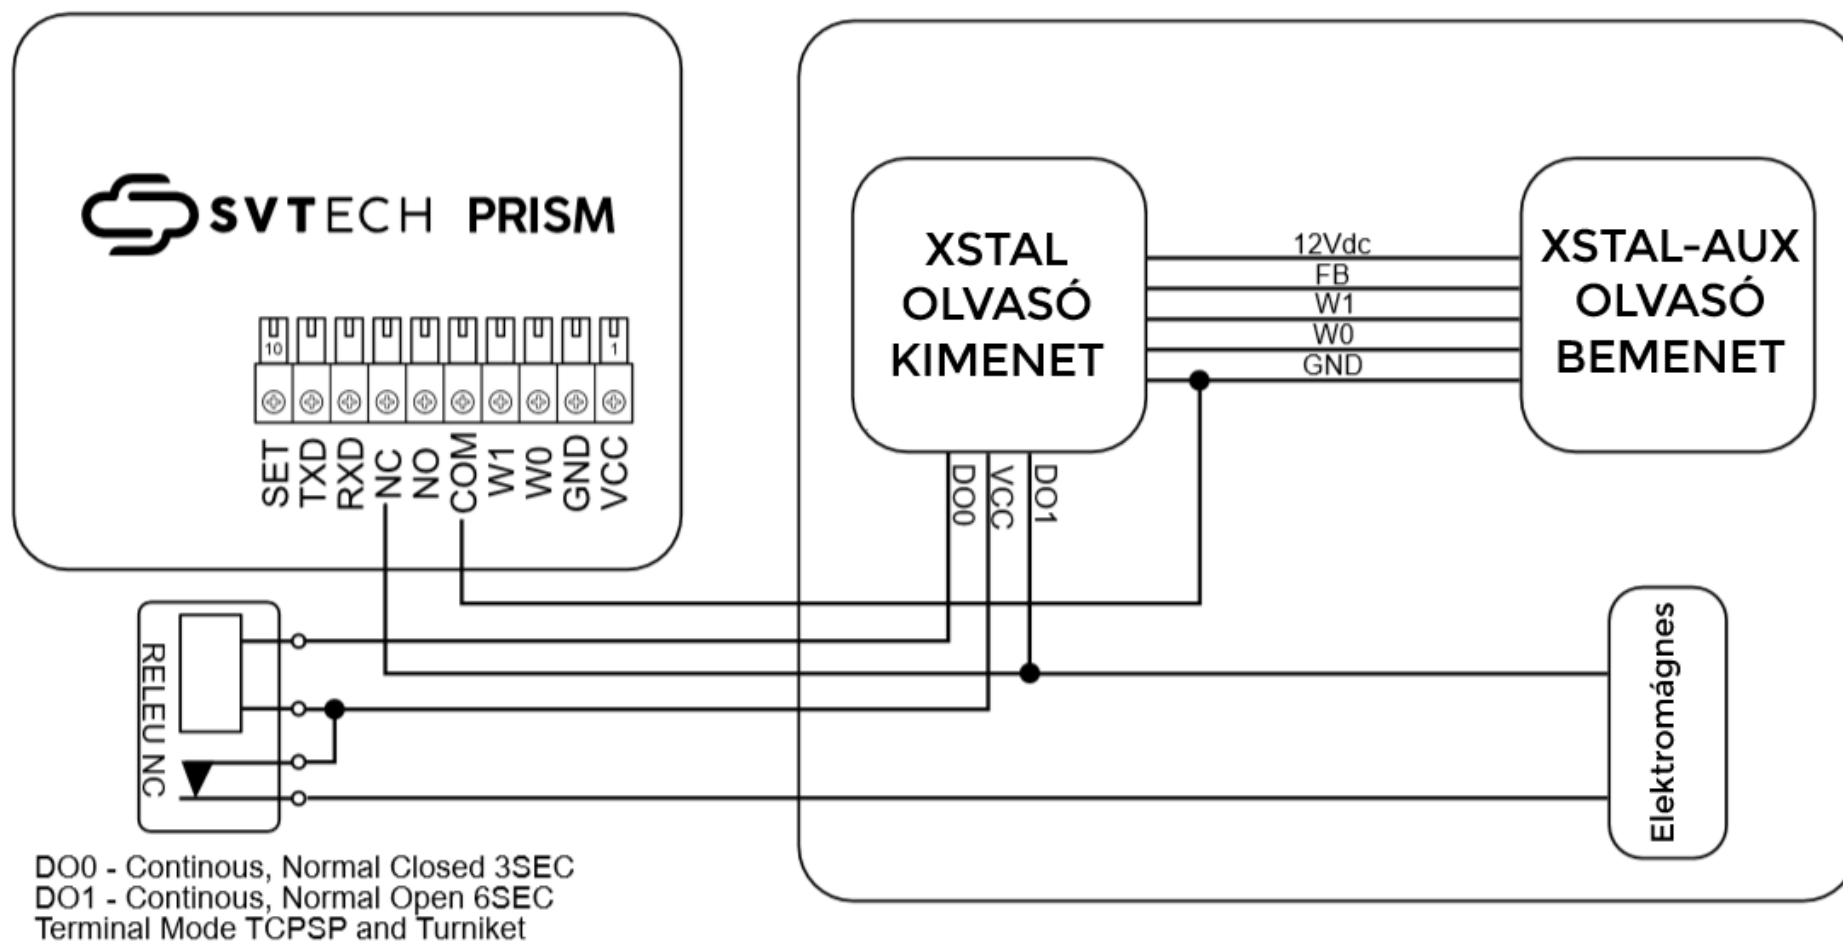 SVTECH PRISM
10
1
SET
TXD
RXD
NC
NO
COM
W1
W0
GND
VCC
XSTAL
OLVASÓ
KIMENET
12Vdc
FB
W1
W0
GND
XSTAL-AUX
OLVASÓ
BEMENET
DO0
VCC
DO1
RELEU NC
Elektromágnes
DO0 - Continous, Normal Closed 3SEC
DO1 - Continous, Normal Open 6SEC
Terminal Mode TCPSP and Turniket